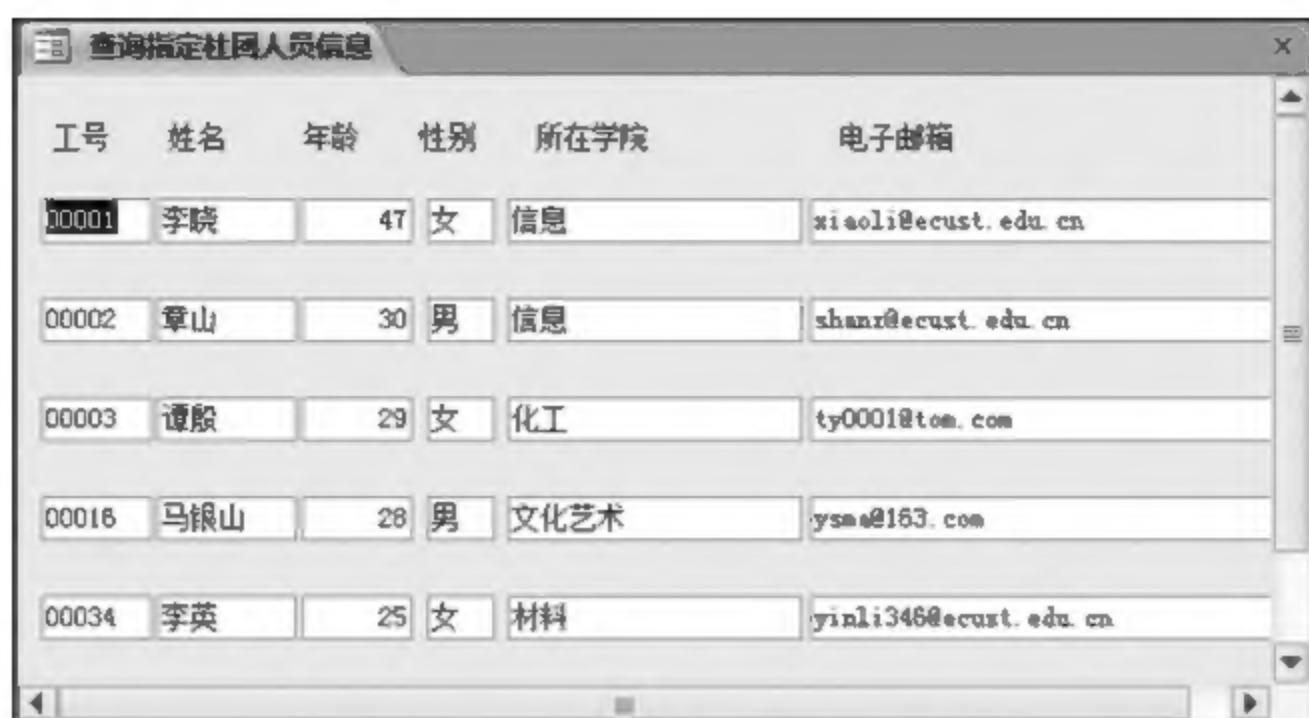 查询指定社团人员信息
工号 姓名 年龄 性别 所在学院 电子邮箱
00001 李晓 47 女 信息 xiaoli@ecust.edu.cn
00002 章山 30 男 信息 shanz@ecust.edu.cn
00003 谭殷 29 女 化工 ty0001@tom.com
00016 马银山 28 男 文化艺术 ysma@163.com
00034 李英 25 女 材料 yinli346@ecust.edu.cn